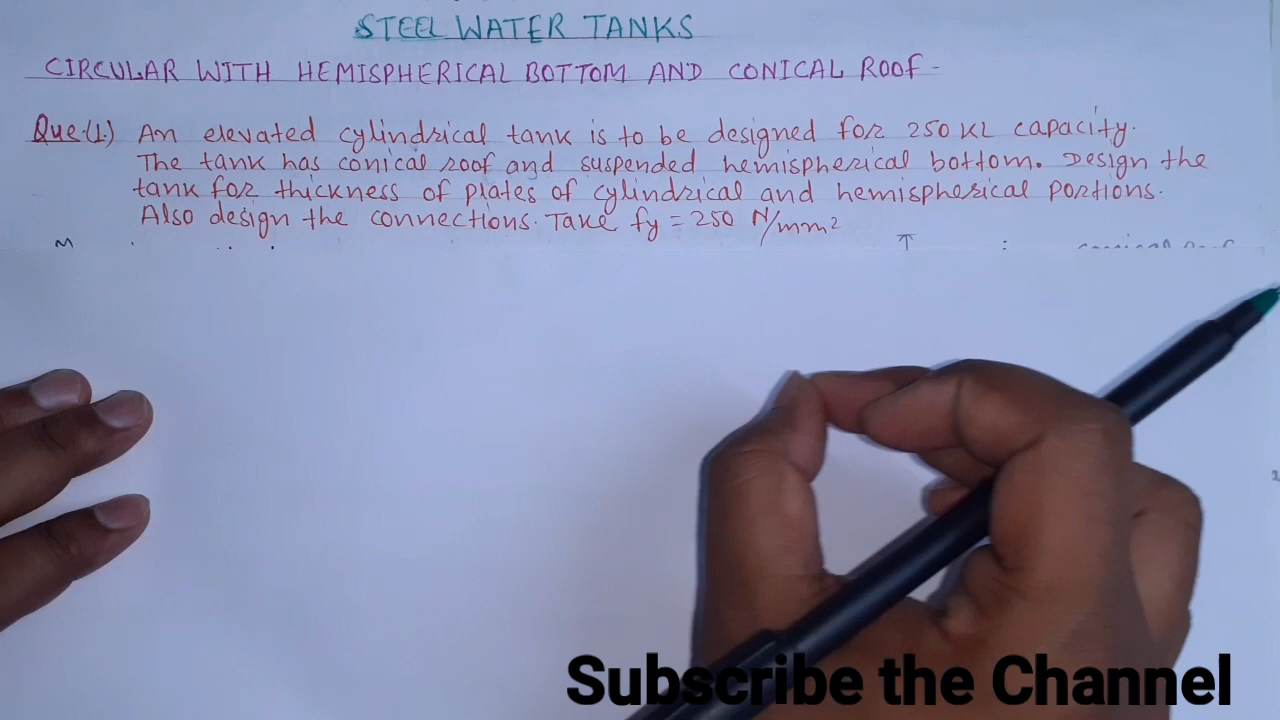 STEEL WATER TANKS
CIRCULAR WITH HEMISPHERICAL BOTTOM AND CONICAL ROOF -
Que.(1.) An elevated cylindrical tank is to be designed for 250 KL capacity.
The tank has conical roof and suspended hemispherical bottom. Design the
tank for thickness of plates of cylindrical and hemispherical portions.
Also design the connections. Take fy = 250 N/mm2
Subscribe the Channel